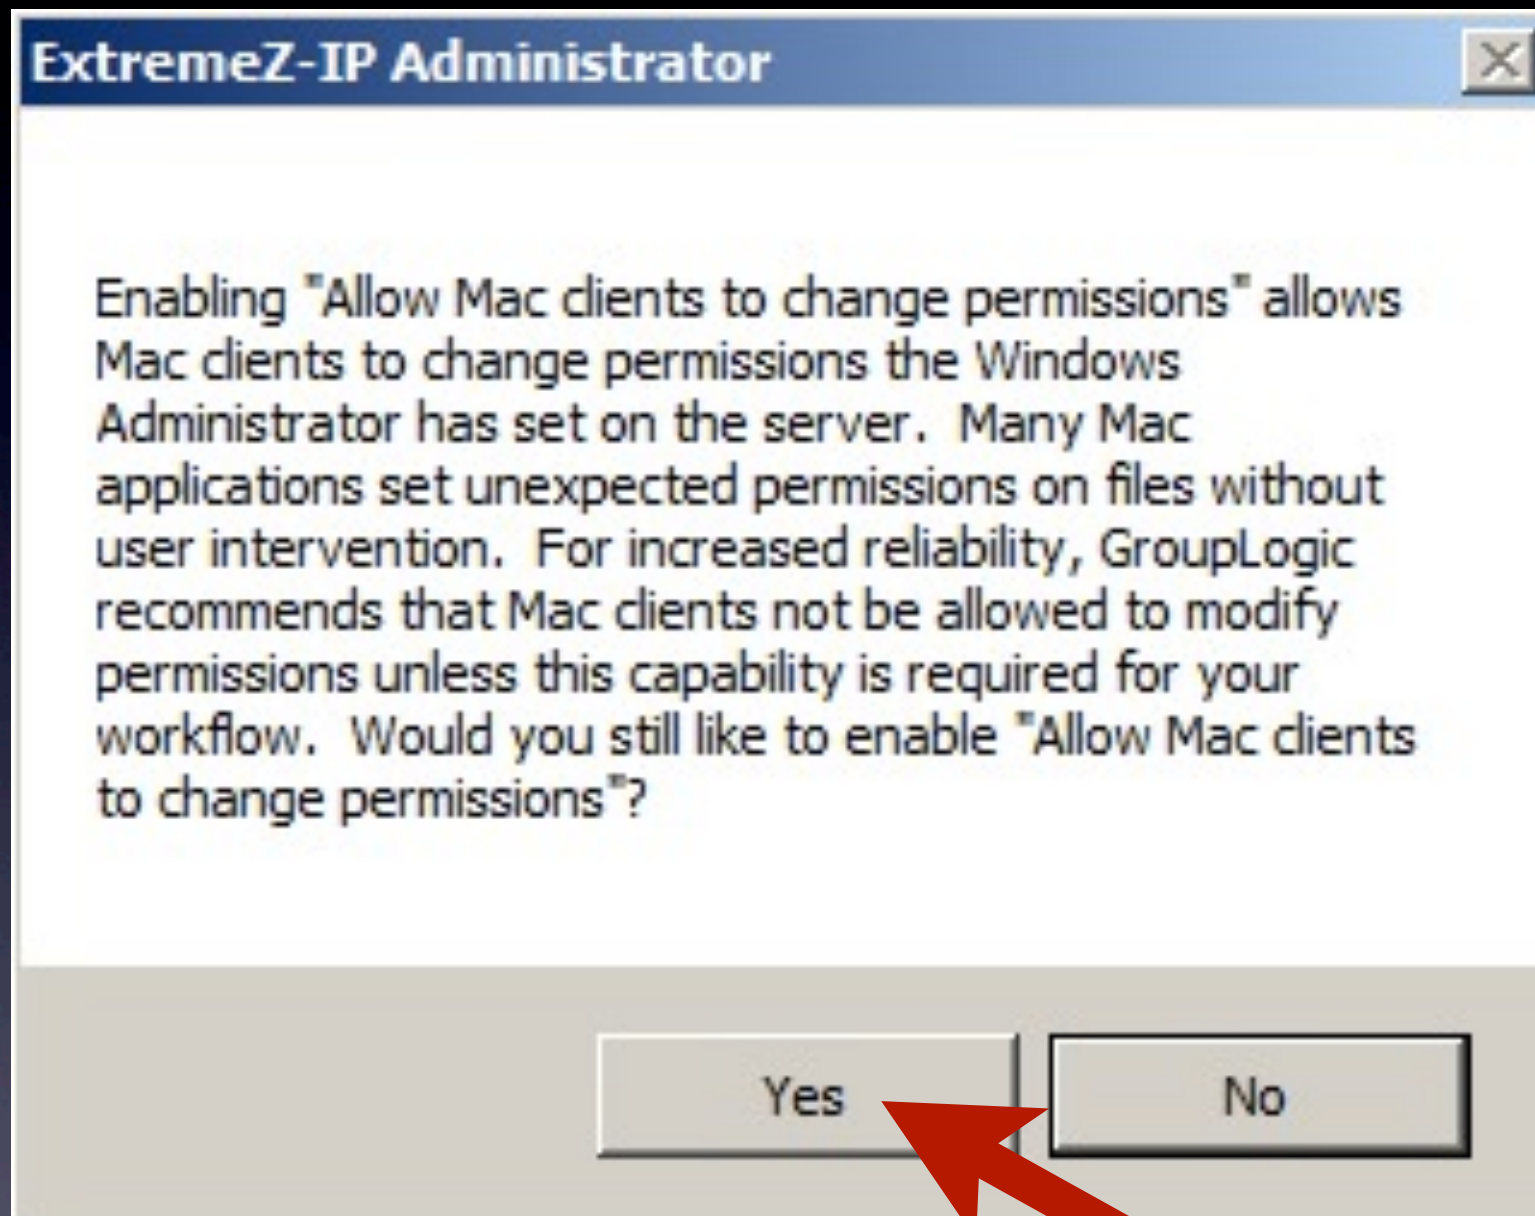 ExtremeZ-IP Administrator
Enabling "Allow Mac clients to change permissions" allows
Mac clients to change permissions the Windows
Administrator has set on the server.  Many Mac
applications set unexpected permissions on files without
user intervention.  For increased reliability, GroupLogic
recommends that Mac clients not be allowed to modify
permissions unless this capability is required for your
workflow.  Would you still like to enable "Allow Mac clients
to change permissions"?
Yes
No